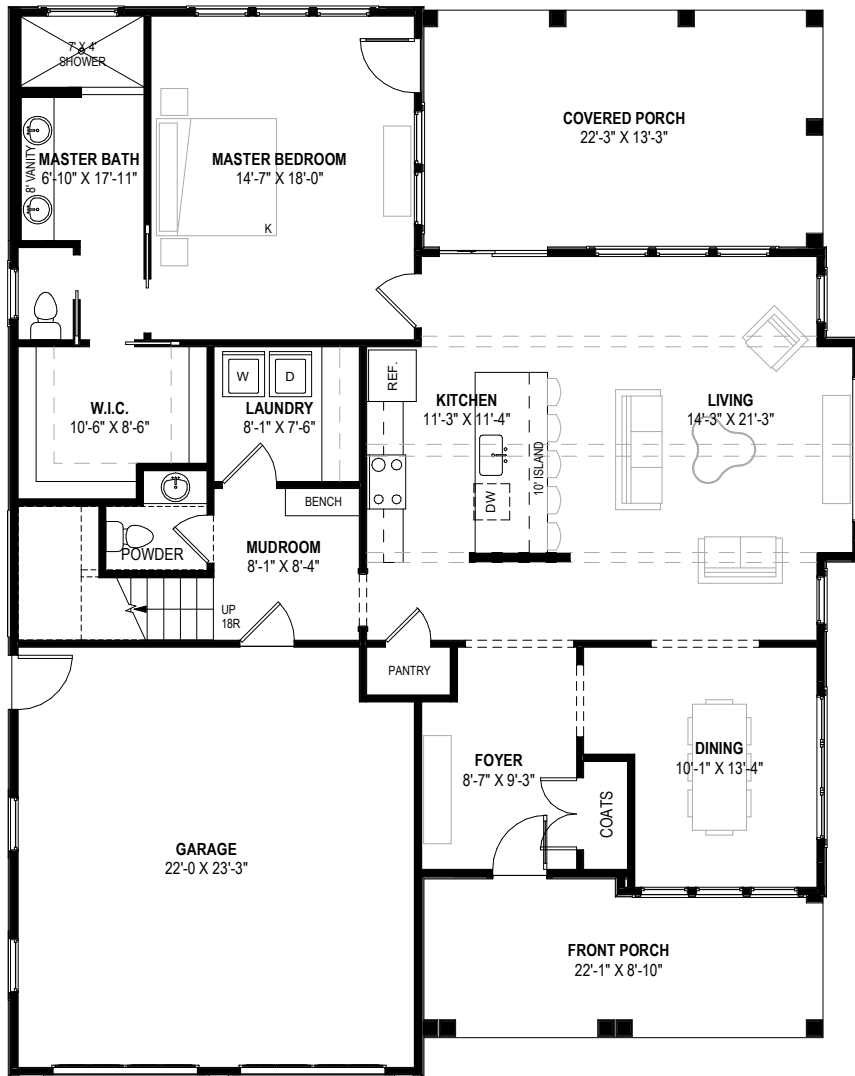 7' X 4'
SHOWER
COVERED PORCH
22'-3" X 13'-3"
8' VANITY
MASTER BATH
6'-10" X 17'-11"
MASTER BEDROOM
14'-7" X 18'-0"
K
REF.
W
D
W.I.C.
10'-6" X 8'-6"
LAUNDRY
8'-1" X 7'-6"
KITCHEN
11'-3" X 11'-4"
LIVING
14'-3" X 21'-3"
10' ISLAND
DW
BENCH
POWDER
MUDROOM
8'-1" X 8'-4"
UP
18R
PANTRY
FOYER
8'-7" X 9'-3"
DINING
10'-1" X 13'-4"
COATS
GARAGE
22'-0 X 23'-3"
FRONT PORCH
22'-1" X 8'-10"